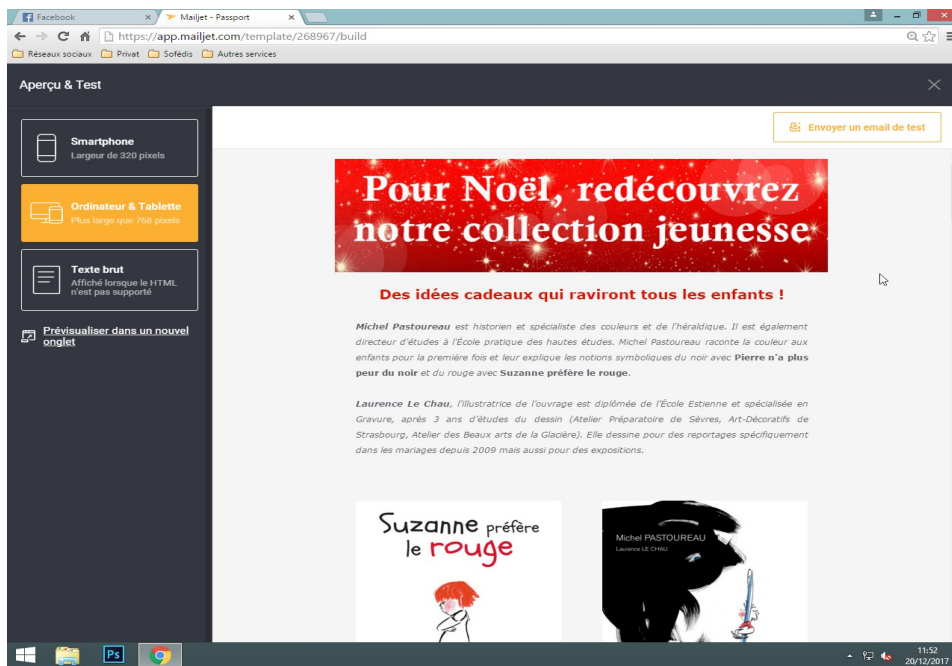 Facebook
Mailjet - Passport
https://app.mailjet.com/template/268967/build
Réseaux sociaux
Privat
Sofédis
Autres services
Aperçu & Test
Smartphone
Largeur de 320 pixels
Ordinateur & Tablette
Plus large que 768 pixels
Texte brut
Affiché lorsque le HTML
n'est pas supporté
Prévisualiser dans un nouvel
onglet
Envoyer un email de test
Pour Noël, redécouvrez
notre collection jeunesse
Des idées cadeaux qui raviront tous les enfants !
Michel Pastoureau est historien et spécialiste des couleurs et de l'héraldique. Il est également
directeur d'études à l'École pratique des hautes études. Michel Pastoureau raconte la couleur aux
enfants pour la première fois et leur explique les notions symboliques du noir avec Pierre n'a plus
peur du noir et du rouge avec Suzanne préfère le rouge.
Laurence Le Chau, l'illustratrice de l'ouvrage est diplômée de l'École Estienne et spécialisée en
Gravure, après 3 ans d'études du dessin (Atelier Préparatoire de Sèvres, Art-Décoratifs de
Strasbourg, Atelier des Beaux arts de la Glacière). Elle dessine pour des reportages spécifiquement
dans les mariages depuis 2009 mais aussi pour des expositions.
Suzanne préfère
le rouge
Michel PASTOUREAU
Laurence LE CHAU
Ps
11:52
20/12/2017